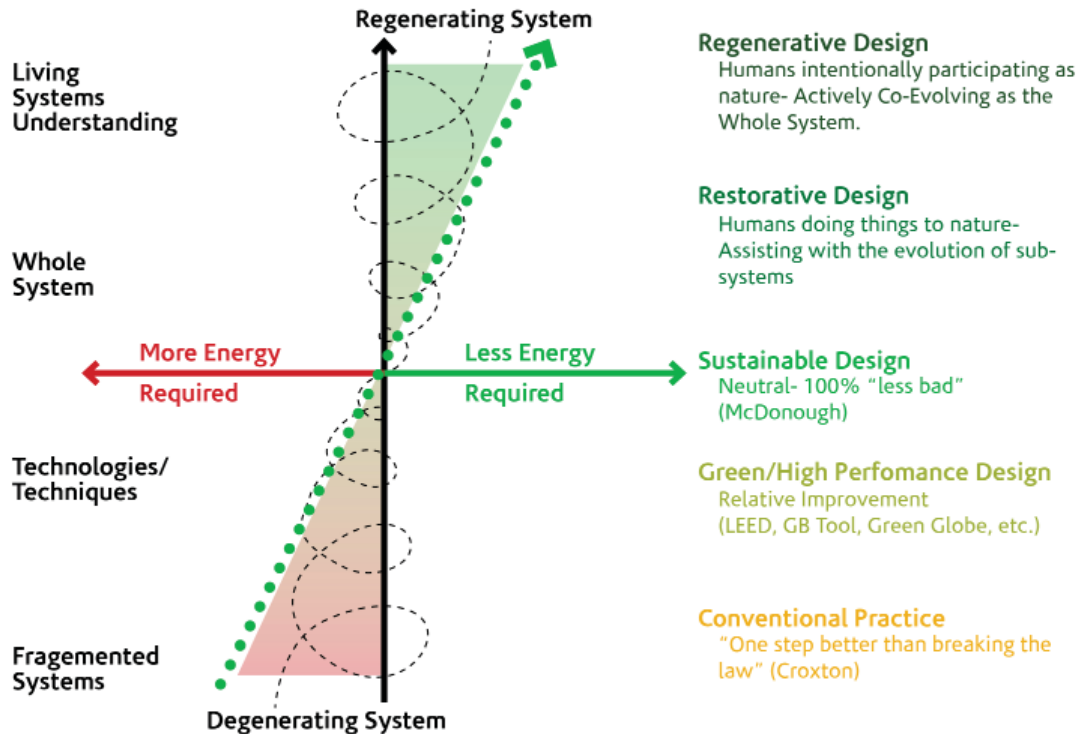 Regenerating System
Living
Systems
Understanding
Whole
System
More Energy
Required
Less Energy
Required
Technologies/
Techniques
Fragemented
Systems
Degenerating System
Regenerative Design
Humans intentionally participating as
nature- Actively Co-Evolving as the
Whole System.
Restorative Design
Humans doing things to nature-
Assisting with the evolution of sub-
systems
Sustainable Design
Neutral- 100% “less bad”
(McDonough)
Green/High Perfomance Design
Relative Improvement
(LEED, GB Tool, Green Globe, etc.)
Conventional Practice
“One step better than breaking the
law” (Croxton)